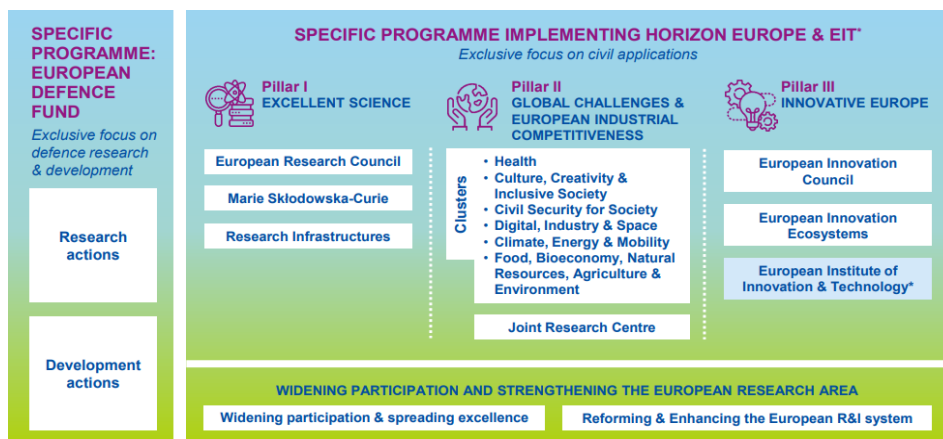 SPECIFIC
PROGRAMME:
EUROPEAN
DEFENCE
FUND
Exclusive focus on
defence research
& development
Research
actions
Development
actions
SPECIFIC PROGRAMME IMPLEMENTING HORIZON EUROPE & EIT*
Exclusive focus on civil applications
Pillar I
EXCELLENT SCIENCE
European Research Council
Marie Skłodowska-Curie
Research Infrastructures
Pillar II
GLOBAL CHALLENGES &
EUROPEAN INDUSTRIAL
COMPETITIVENESS
Clusters
• Health
• Culture, Creativity &
Inclusive Society
• Civil Security for Society
• Digital, Industry & Space
• Climate, Energy & Mobility
• Food, Bioeconomy, Natural
Resources, Agriculture &
Environment
Joint Research Centre
Pillar III
INNOVATIVE EUROPE
European Innovation
Council
European Innovation
Ecosystems
European Institute of
Innovation & Technology*
WIDENING PARTICIPATION AND STRENGTHENING THE EUROPEAN RESEARCH AREA
Widening participation & spreading excellence
Reforming & Enhancing the European R&I system